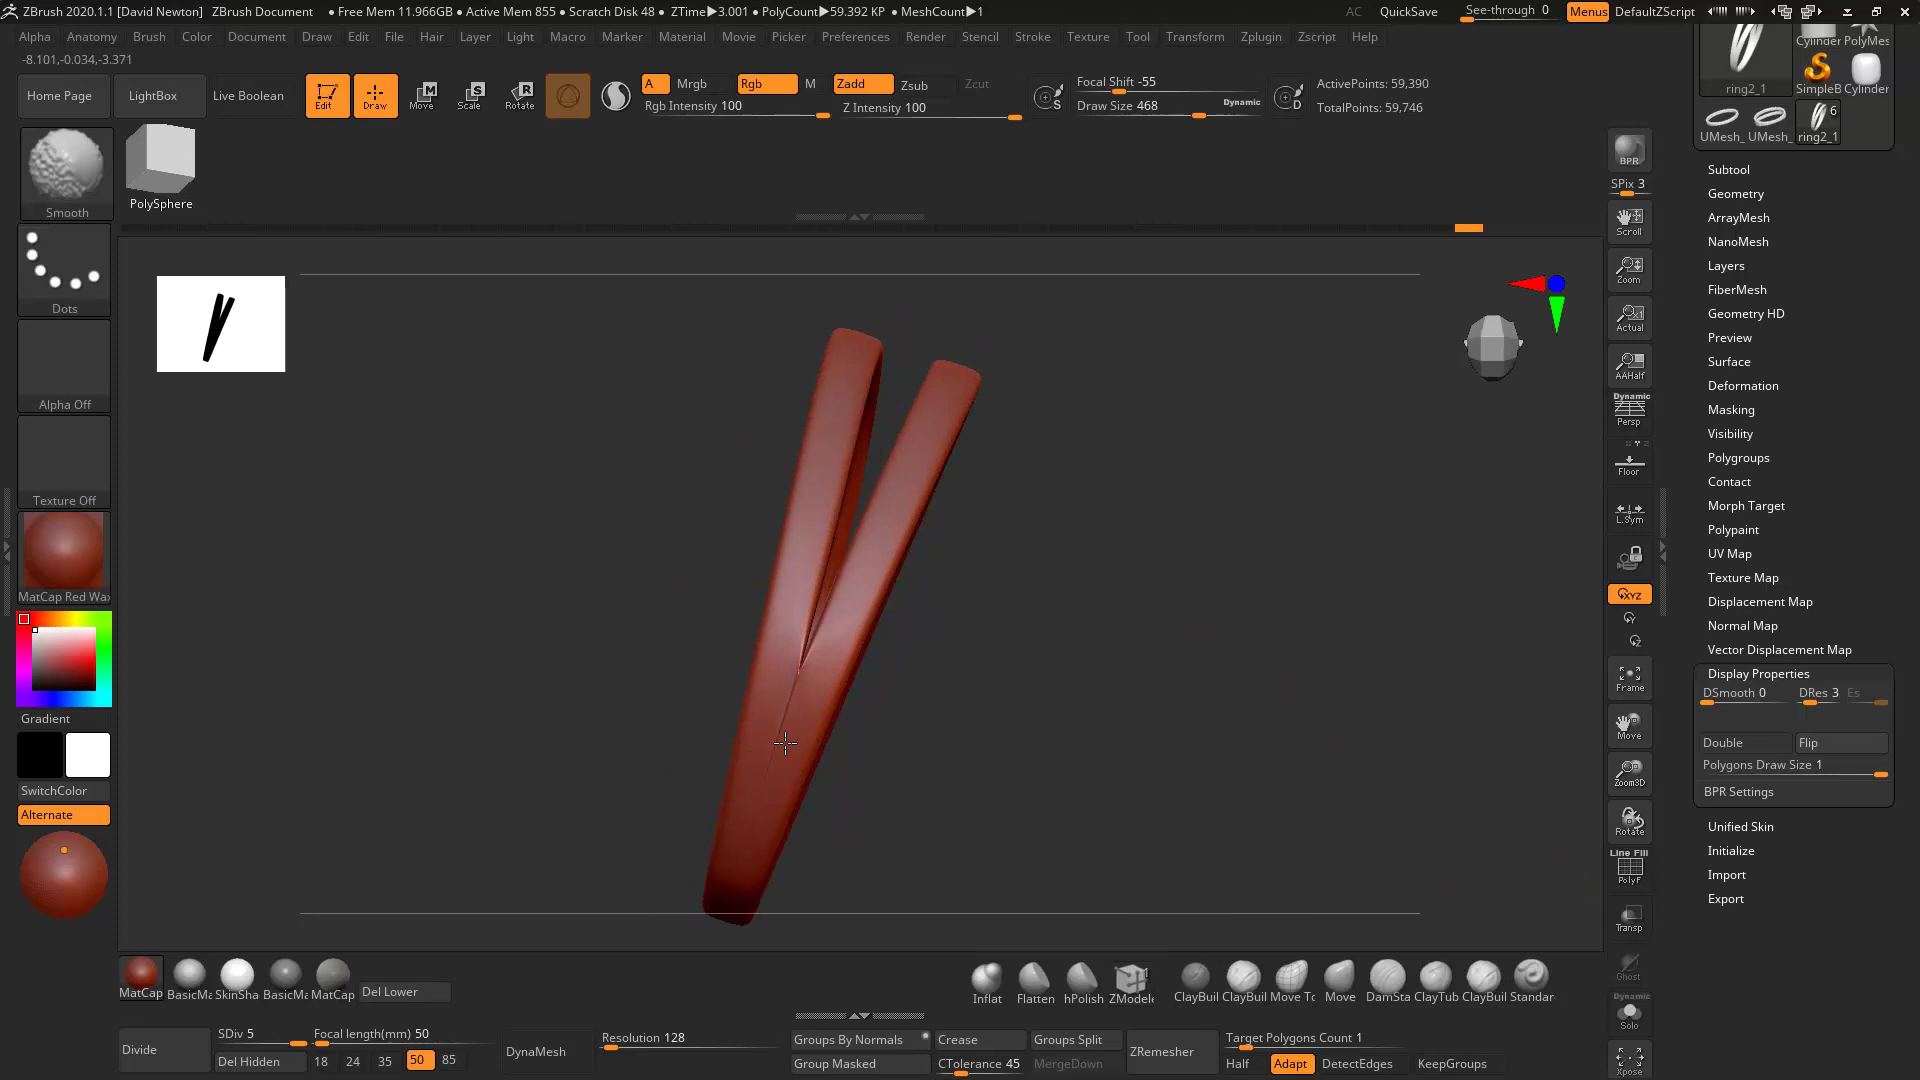 ZBrush 2020.1.1 [David Newton] ZBrush Document • Free Mem 11.966GB • Active Mem 855 • Scratch Disk 48 • ZTime▶3.001 • PolyCount▶59.392 KP • MeshCount▶1 AC QuickSave See-through 0 Menus DefaultZScript
Alpha Anatomy Brush Color Document Draw Edit File Hair Layer Light Macro Marker Material Movie Picker Preferences Render Stencil Stroke Texture Tool Transform Zplugin Zscript Help
-8.101,-0.034,-3.371
Home Page LightBox Live Boolean Edit Draw Move Scale Rotate
A Mrgb Rgb M Zadd Zsub Zcut
Rgb Intensity 100 Z Intensity 100
Focal Shift -55
Draw Size 468 Dynamic
ActivePoints: 59,390
TotalPoints: 59,746
Smooth
PolySphere
Dots
Alpha Off
Texture Off
MatCap Red Wa
Gradient
SwitchColor
Alternate
BPR
SPix 3
Scroll
Zoom
Actual
AAHalf
Dynamic
Persp
Floor
L.Sym
XYZ
Frame
Move
Zoom3D
Rotate
Line Fill
PolyF
Transp
Ghost
Dynamic
Solo
Xpose
Cylinder PolyMes
ring2_1 SimpleB Cylinder
UMesh_ UMesh_ 6 ring2_1
Subtool
Geometry
ArrayMesh
NanoMesh
Layers
FiberMesh
Geometry HD
Preview
Surface
Deformation
Masking
Visibility
Polygroups
Contact
Morph Target
Polypaint
UV Map
Texture Map
Displacement Map
Normal Map
Vector Displacement Map
Display Properties
DSmooth 0 DRes 3 Es
Double Flip
Polygons Draw Size 1
BPR Settings
Unified Skin
Initialize
Import
Export
MatCap BasicMa SkinSha BasicMa MatCap Del Lower
Inflat Flatten hPolish ZModele ClayBuil ClayBuil Move To Move DamSta ClayTub ClayBuil Standar
Divide SDiv 5 Focal length(mm) 50
Del Hidden 18 24 35 50 85
DynaMesh Resolution 128
Groups By Normals Crease Groups Split
Group Masked CTolerance 45 MergeDown
ZRemesher Target Polygons Count 1
Half Adapt DetectEdges KeepGroups